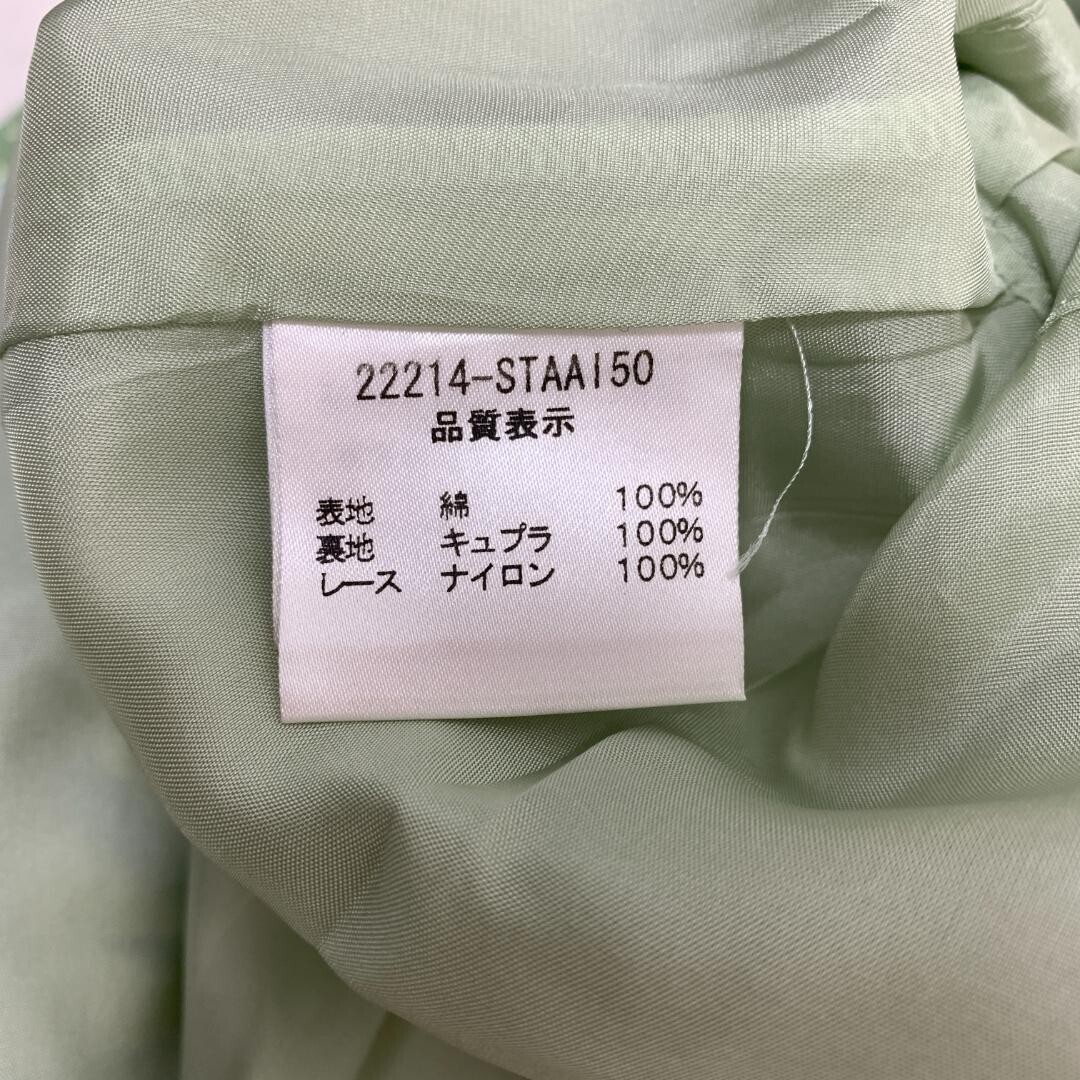 22214-STAAI50
品質表示
表地 綿 100%
裏地 キュプラ 100%
レース ナイロン 100%